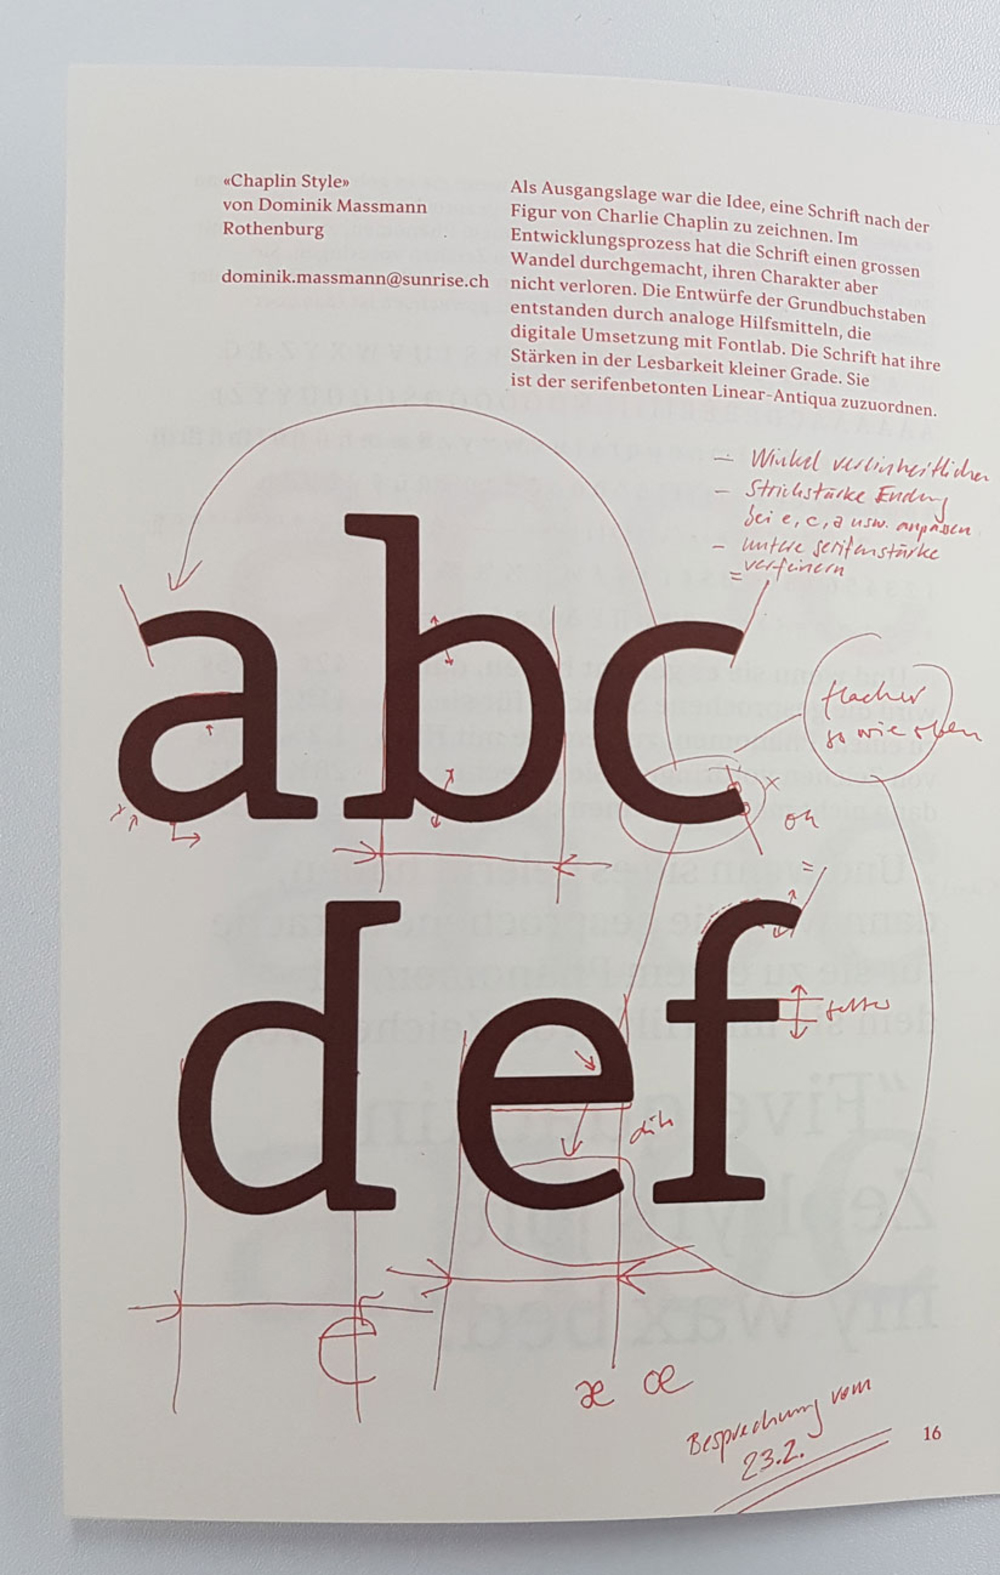 «Chaplin Style»
von Dominik Massmann
Rothenburg
dominik.massmann@sunrise.ch
Als Ausgangslage war die Idee, eine Schrift nach der
Figur von Charlie Chaplin zu zeichnen. Im
Entwicklungsprozess hat die Schrift einen grossen
Wandel durchgemacht, ihren Charakter aber
nicht verloren. Die Entwürfe der Grundbuchstaben
entstanden durch analoge Hilfsmitteln, die
digitale Umsetzung mit Fontlab. Die Schrift hat ihre
Stärken in der Lesbarkeit kleiner Grade. Sie
ist der serifenbetonten Linear-Antiqua zuzuordnen.
– Winkel vereinheitlichen
– Strichstärke Endung
bei e, c, a usw. anpassen
– untere serifenstärke
verfeinern
abc
flacher
so wie oben
def
æ œ
Besprechung vom
23.2.
16